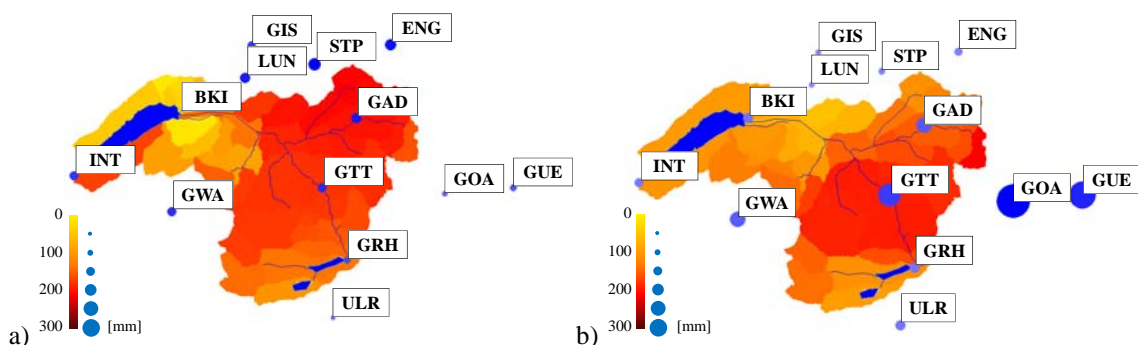 GIS
ENG
LUN
STP
BKI
GAD
INT
GTT
GWA
GOA
GUE
GRH
ULR
0
100
200
300
[mm]
a)
GIS
ENG
STP
LUN
BKI
GAD
INT
GTT
GOA
GUE
GWA
GRH
ULR
0
100
200
300
[mm]
b)